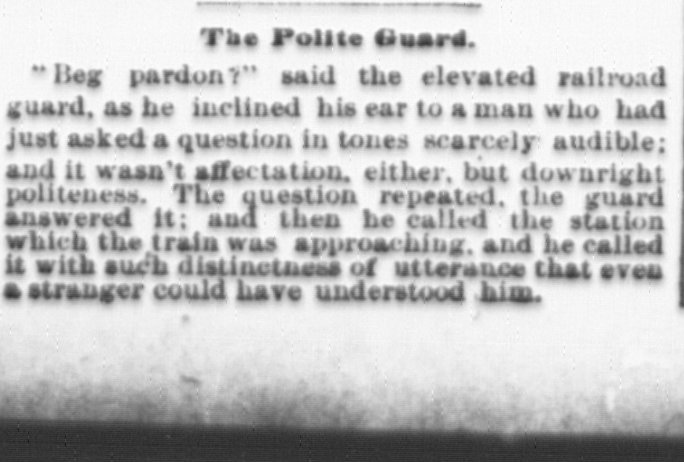 The Polite Guard.
"Beg pardon?" said the elevated railroad
guard, as he inclined his ear to a man who had
just asked a question in tones scarcely audible;
and it wasn't affectation, either, but downright
politeness. The question repeated, the guard
answered it; and then he called the station
which the train was approaching, and he called
it with such distinctness of utterance that even
a stranger could have understood him.